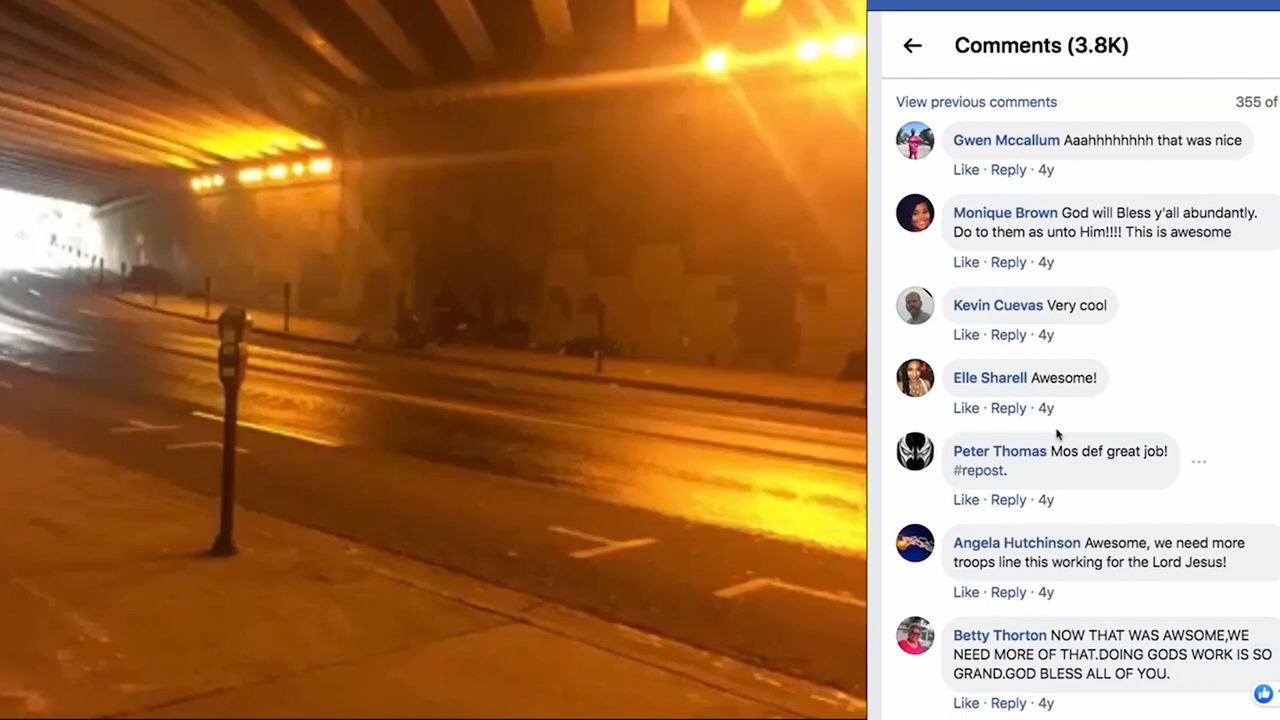 Comments (3.8K)
View previous comments 355 of
Gwen Mccallum Aaahhhhhhhh that was nice
Like · Reply · 4y
Monique Brown God will Bless y'all abundantly.
Do to them as unto Him!!!! This is awesome
Like · Reply · 4y
Kevin Cuevas Very cool
Like · Reply · 4y
Elle Sharell Awesome!
Like · Reply · 4y
Peter Thomas Mos def great job!
#repost.
Like · Reply · 4y
Angela Hutchinson Awesome, we need more
troops line this working for the Lord Jesus!
Like · Reply · 4y
Betty Thorton NOW THAT WAS AWSOME,WE
NEED MORE OF THAT.DOING GODS WORK IS SO
GRAND.GOD BLESS ALL OF YOU.
Like · Reply · 4y